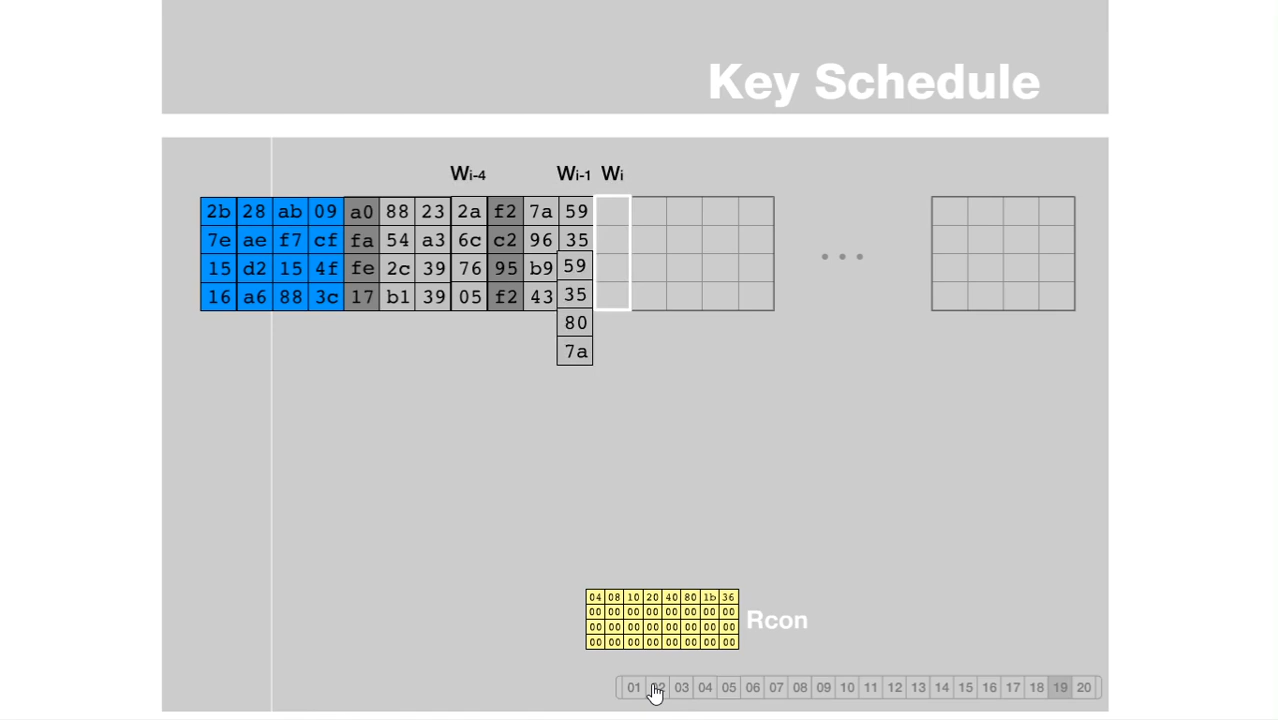 Key Schedule
Wi-4 Wi-1 Wi
2b 28 ab 09 a0 88 23 2a f2 7a 59
7e ae f7 cf fa 54 a3 6c c2 96 35
15 d2 15 4f fe 2c 39 76 95 b9 59
16 a6 88 3c 17 b1 39 05 f2 43 35
80
7a
• • •
04 08 10 20 40 80 1b 36
00 00 00 00 00 00 00 00
Rcon
00 00 00 00 00 00 00 00
00 00 00 00 00 00 00 00
01 02 03 04 05 06 07 08 09 10 11 12 13 14 15 16 17 18 19 20